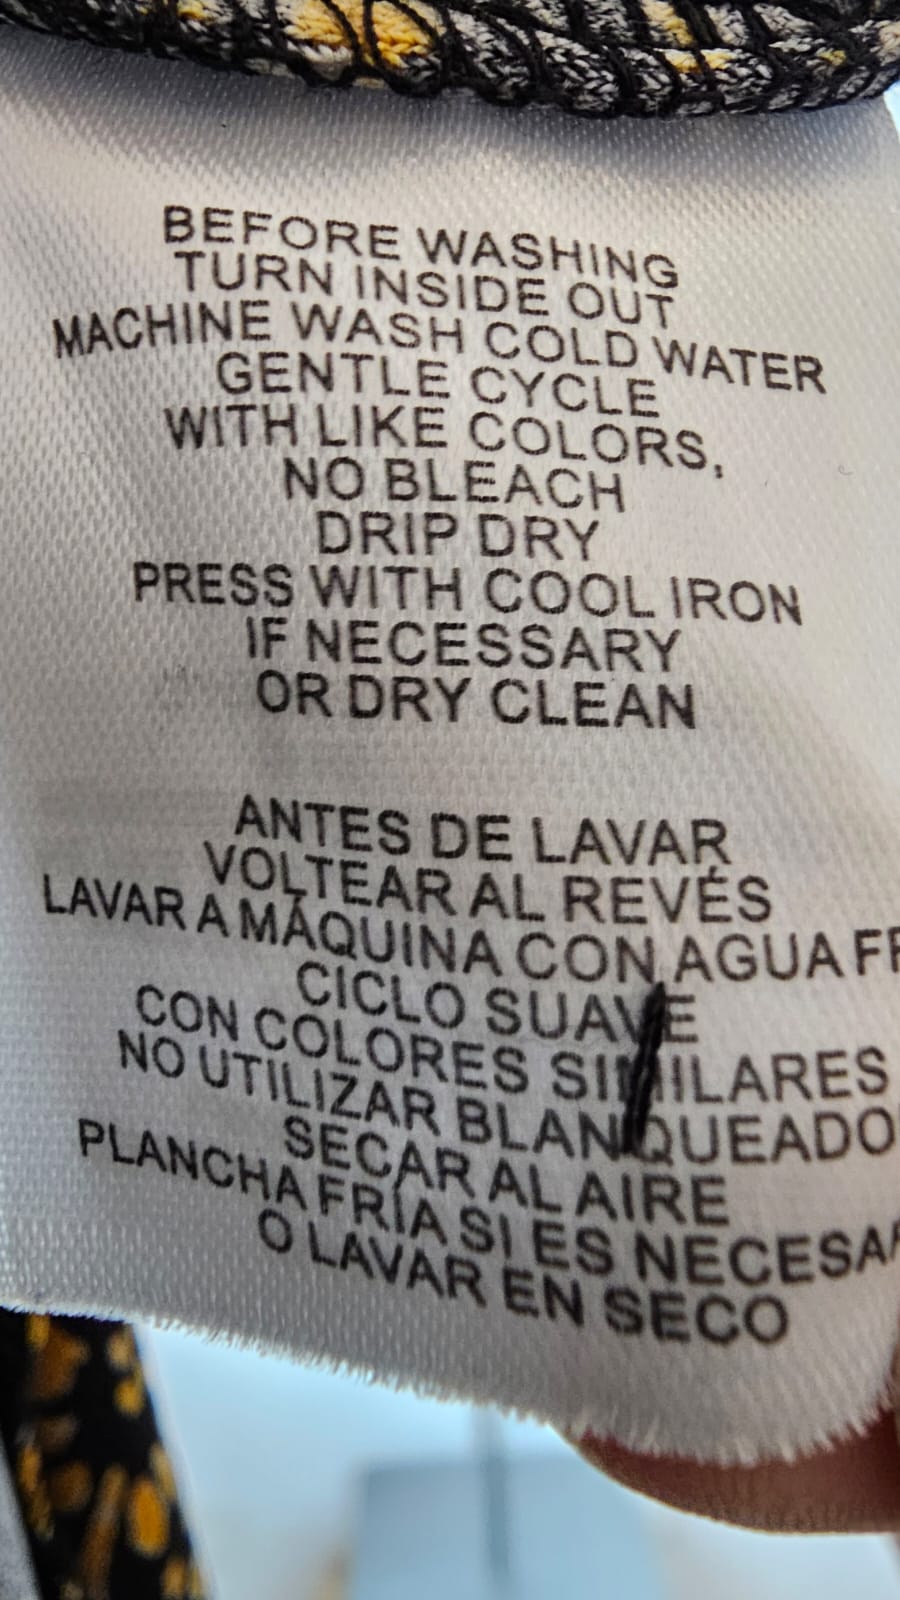 BEFORE WASHING
TURN INSIDE OUT
MACHINE WASH COLD WATER
GENTLE CYCLE
WITH LIKE COLORS,
NO BLEACH
DRIP DRY
PRESS WITH COOL IRON
IF NECESSARY
OR DRY CLEAN
ANTES DE LAVAR
VOLTEAR AL REVÉS
LAVAR A MÁQUINA CON AGUA
CICLO SUAVE
CON COLORES SIMILARES
NO UTILIZAR
SECAR AL AIRE
PLANCHA FRÍA SI ES
O LAVAR EN SECO